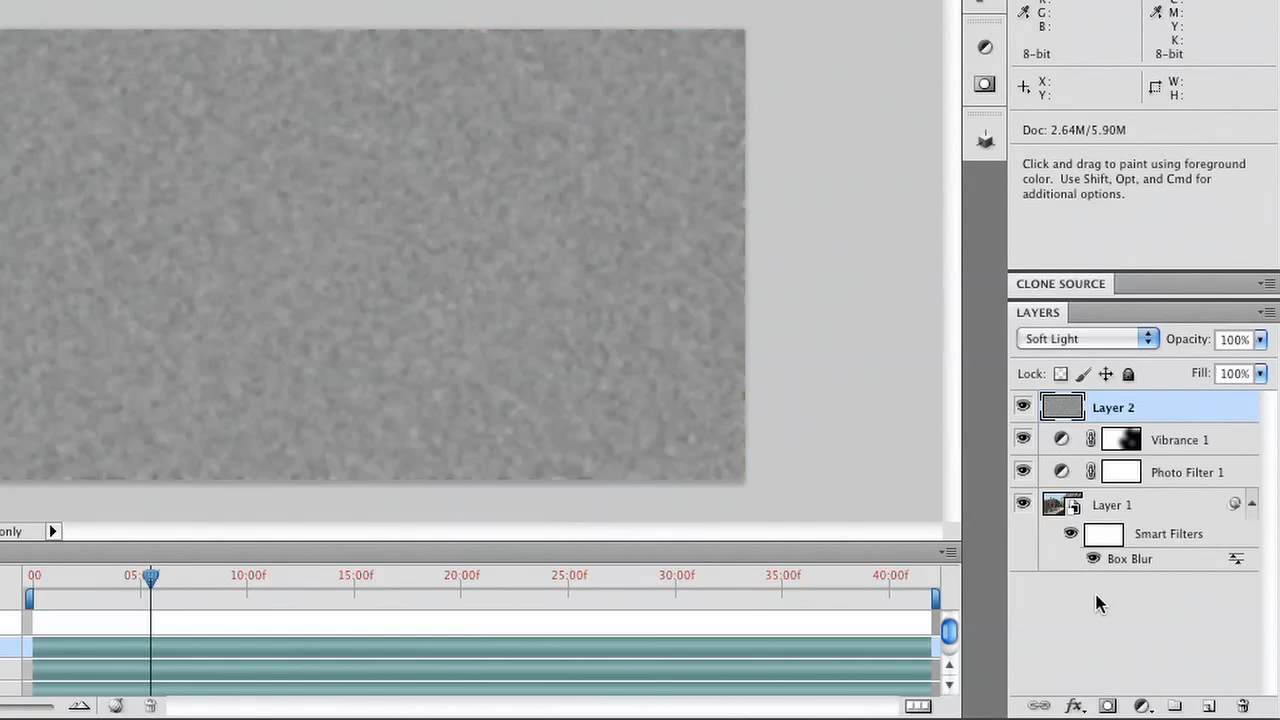 G: M:
B: Y:
K:
8-bit 8-bit
X: W:
Y: H:
Doc: 2.64M/5.90M
Click and drag to paint using foreground
color. Use Shift, Opt, and Cmd for
additional options.
CLONE SOURCE
LAYERS
Soft Light Opacity: 100%
Lock: Fill: 100%
Layer 2
Vibrance 1
Photo Filter 1
Layer 1
Smart Filters
Box Blur
only
00 05: 10:00f 15:00f 20:00f 25:00f 30:00f 35:00f 40:00f
fx